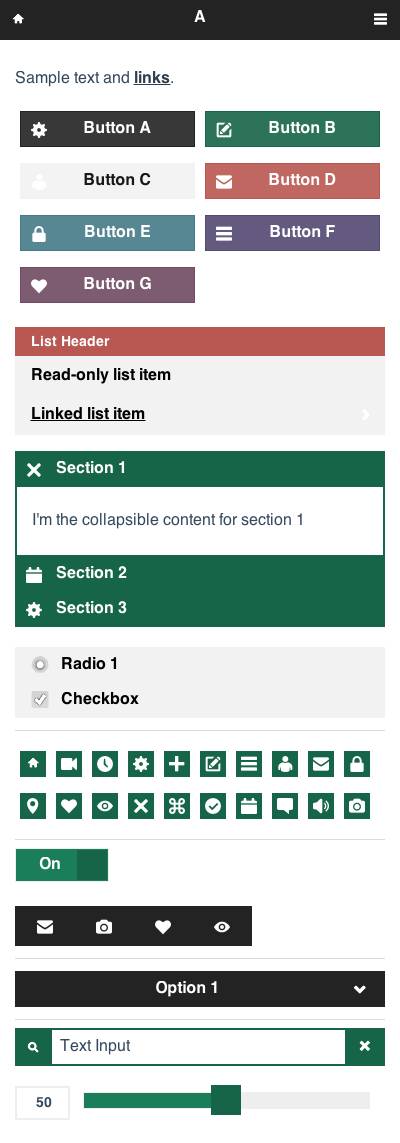 A
Sample text and links.
Button A
Button B
Button C
Button D
Button E
Button F
Button G
List Header
Read-only list item
Linked list item
Section 1
I'm the collapsible content for section 1
Section 2
Section 3
Radio 1
Checkbox
On
Option 1
Text Input
50